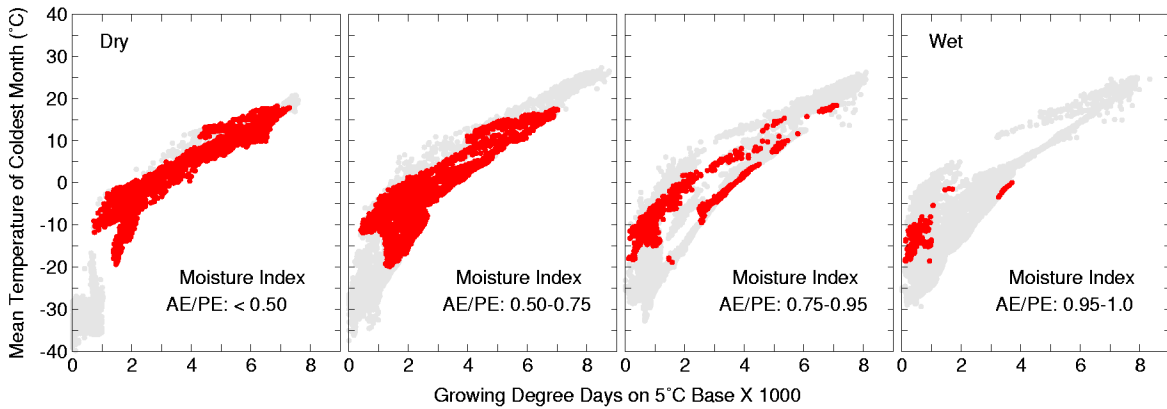 Mean Temperature of Coldest Month (˚C)
40
30
20
10
0
-10
-20
-30
-40
Dry
Wet
Moisture Index
AE/PE: < 0.50
Moisture Index
AE/PE: 0.50-0.75
Moisture Index
AE/PE: 0.75-0.95
Moisture Index
AE/PE: 0.95-1.0
0 2 4 6 8 0 2 4 6 8 0 2 4 6 8 0 2 4 6 8
Growing Degree Days on 5˚C Base X 1000